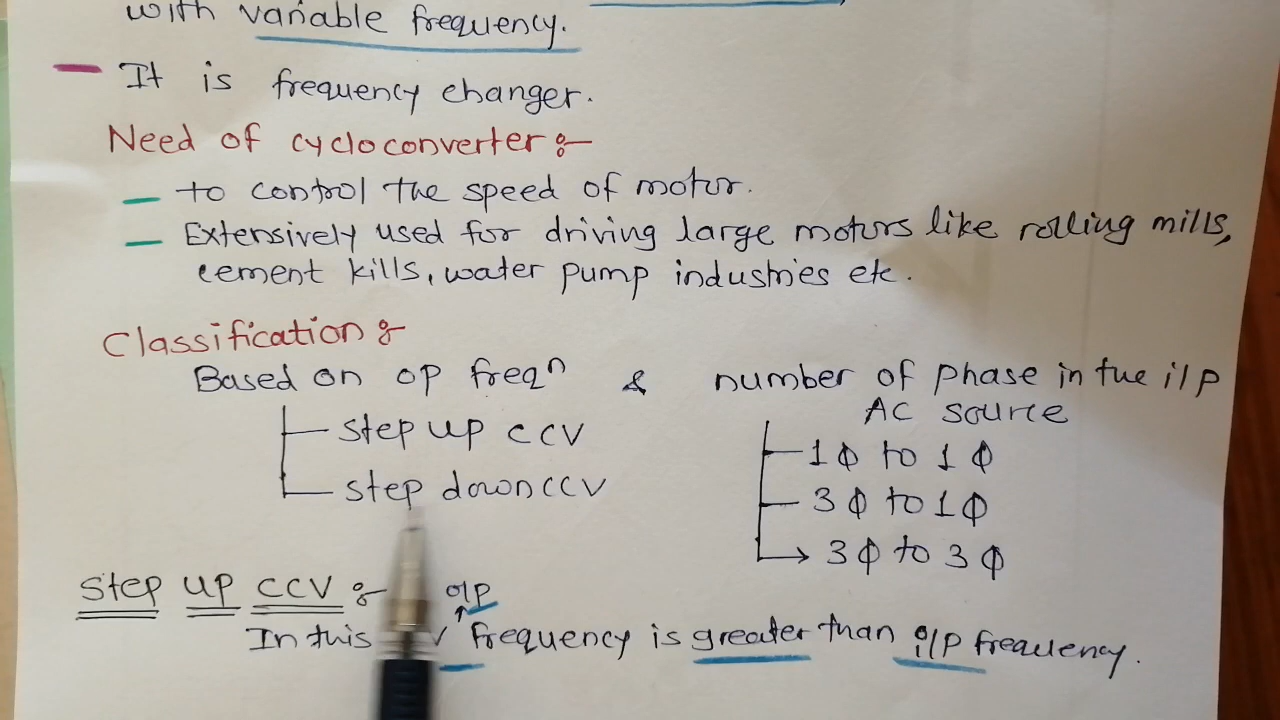 with variable frequency.
It is frequency changer.
Need of cycloconverter :-
to control the speed of motor.
Extensively used for driving large motors like rolling mills,
cement kills, water pump industries etc.
Classification :-
Based on op freqn & number of phase in the i/p
AC source
step up ccv
step down ccv
1Φ to 1Φ
3Φ to 1Φ
3Φ to 3Φ
step up ccv :-
o/p
In this frequency is greater than i/p frequency.